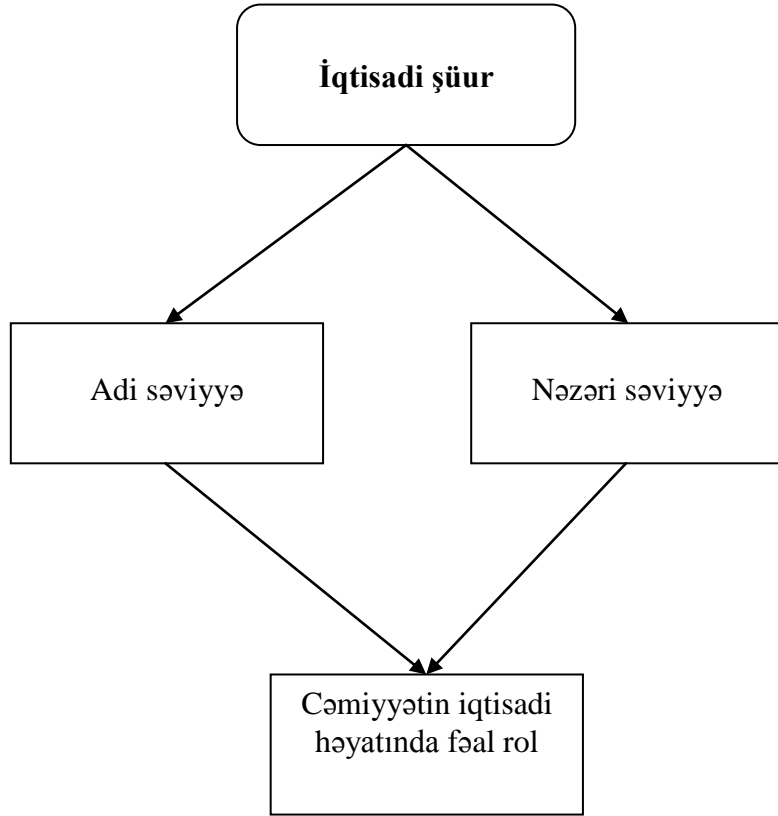 İqtisadi şüur
Adi səviyyə
Nəzəri səviyyə
Cəmiyyətin iqtisadi
həyatında fəal rol